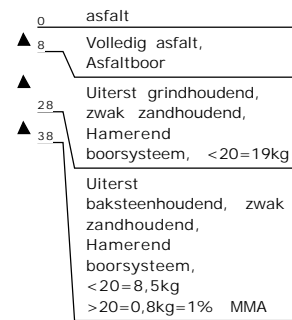 0 asfalt
8 Volledig asfalt,
Asfaltboor
Uiterst grindhoudend,
28 zwak zandhoudend,
Hamerend
38 boorsysteem, <20=19kg
Uiterst
baksteenhoudend, zwak
zandhoudend,
Hamerend
boorsysteem,
<20=8,5kg
>20=0,8kg=1% MMA